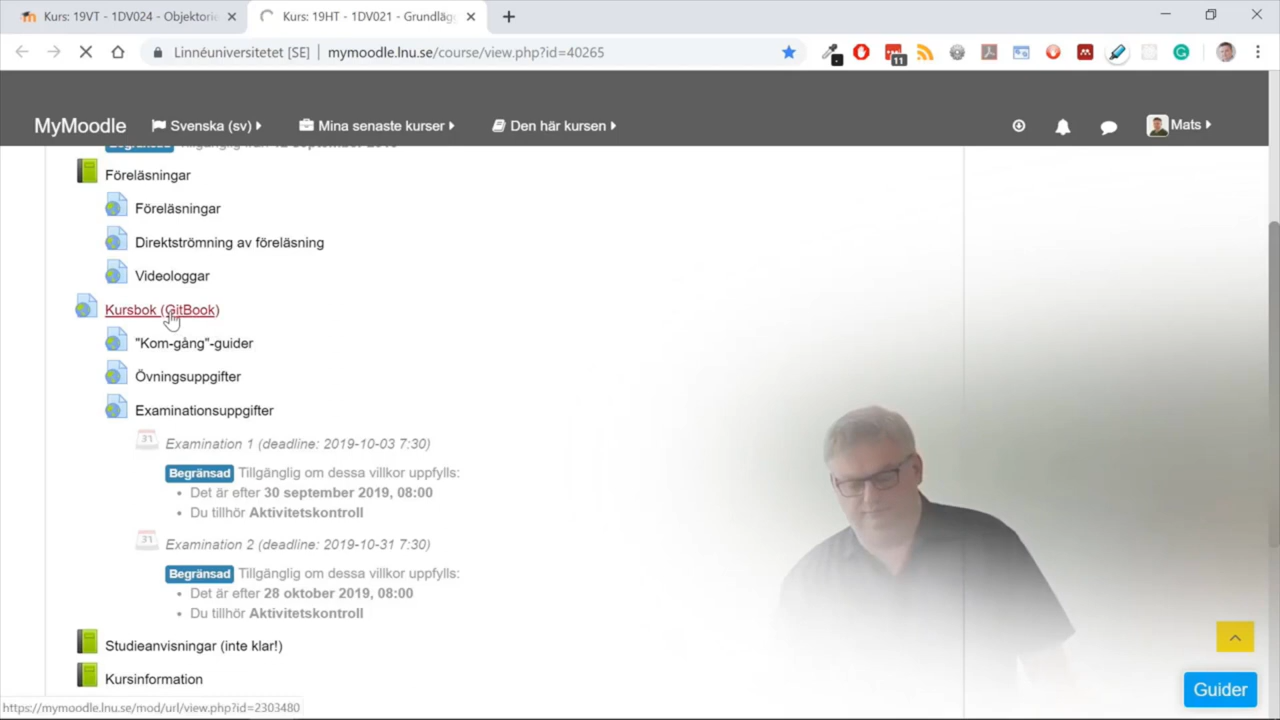 Kurs: 19VT - 1DV024 - Objektorie
Kurs: 19HT - 1DV021 - Grundläg
Linnéuniversitetet [SE]
mymoodle.lnu.se/course/view.php?id=40265
11
MyMoodle
Svenska (sv)
Mina senaste kurser
Den här kursen
Mats
Föreläsningar
Föreläsningar
Direktströmning av föreläsning
Videologgar
Kursbok (GitBook)
"Kom-gång"-guider
Övningsuppgifter
Examinationsuppgifter
31 Examination 1 (deadline: 2019-10-03 7:30)
Begränsad Tillgänglig om dessa villkor uppfylls:
• Det är efter 30 september 2019, 08:00
• Du tillhör Aktivitetskontroll
31 Examination 2 (deadline: 2019-10-31 7:30)
Begränsad Tillgänglig om dessa villkor uppfylls:
• Det är efter 28 oktober 2019, 08:00
• Du tillhör Aktivitetskontroll
Studieanvisningar (inte klar!)
Kursinformation
Guider
https://mymoodle.lnu.se/mod/url/view.php?id=2303480